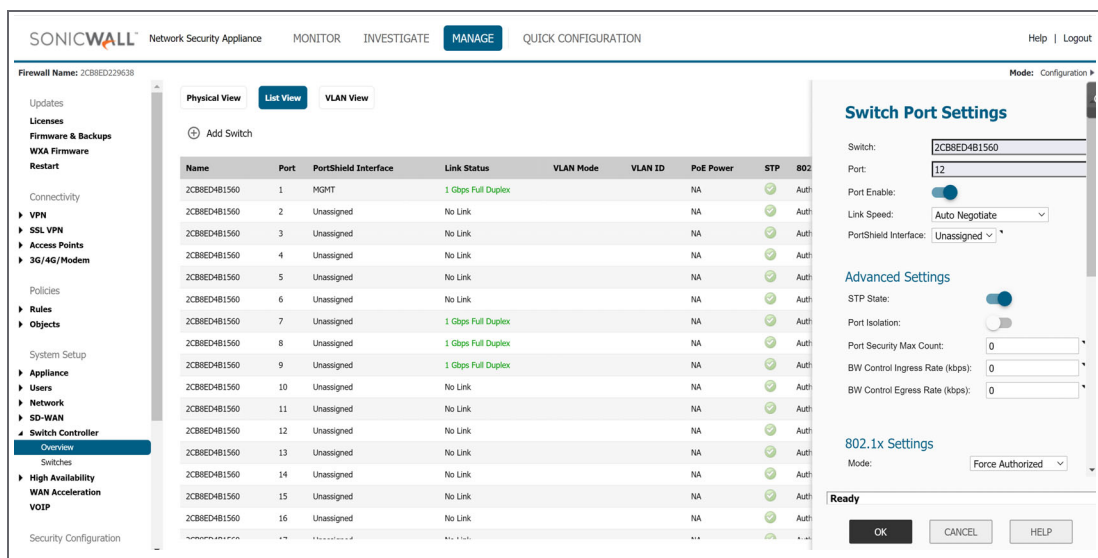 SONICWALL Network Security Appliance MONITOR INVESTIGATE MANAGE QUICK CONFIGURATION Help | Logout
Firewall Name: 2CB8ED229638 Mode: Configuration
Updates
Licenses
Firmware & Backups
WXA Firmware
Restart
Connectivity
VPN
SSL VPN
Access Points
3G/4G/Modem
Policies
Rules
Objects
System Setup
Appliance
Users
Network
SD-WAN
Switch Controller
Overview
Switches
High Availability
WAN Acceleration
VOIP
Security Configuration
Physical View List View VLAN View
Add Switch
Name Port PortShield Interface Link Status VLAN Mode VLAN ID PoE Power STP 802
2CB8ED4B1560 1 MGMT 1 Gbps Full Duplex NA Auth
2CB8ED4B1560 2 Unassigned No Link NA Auth
2CB8ED4B1560 3 Unassigned No Link NA Auth
2CB8ED4B1560 4 Unassigned No Link NA Auth
2CB8ED4B1560 5 Unassigned No Link NA Auth
2CB8ED4B1560 6 Unassigned No Link NA Auth
2CB8ED4B1560 7 Unassigned 1 Gbps Full Duplex NA Auth
2CB8ED4B1560 8 Unassigned 1 Gbps Full Duplex NA Auth
2CB8ED4B1560 9 Unassigned 1 Gbps Full Duplex NA Auth
2CB8ED4B1560 10 Unassigned No Link NA Auth
2CB8ED4B1560 11 Unassigned No Link NA Auth
2CB8ED4B1560 12 Unassigned No Link NA Auth
2CB8ED4B1560 13 Unassigned No Link NA Auth
2CB8ED4B1560 14 Unassigned No Link NA Auth
2CB8ED4B1560 15 Unassigned No Link NA Auth
2CB8ED4B1560 16 Unassigned No Link NA Auth
Switch Port Settings
Switch: 2CB8ED4B1560
Port: 12
Port Enable:
Link Speed: Auto Negotiate
PortShield Interface: Unassigned
Advanced Settings
STP State:
Port Isolation:
Port Security Max Count: 0
BW Control Ingress Rate (kbps): 0
BW Control Egress Rate (kbps): 0
802.1x Settings
Mode: Force Authorized
Ready
OK CANCEL HELP